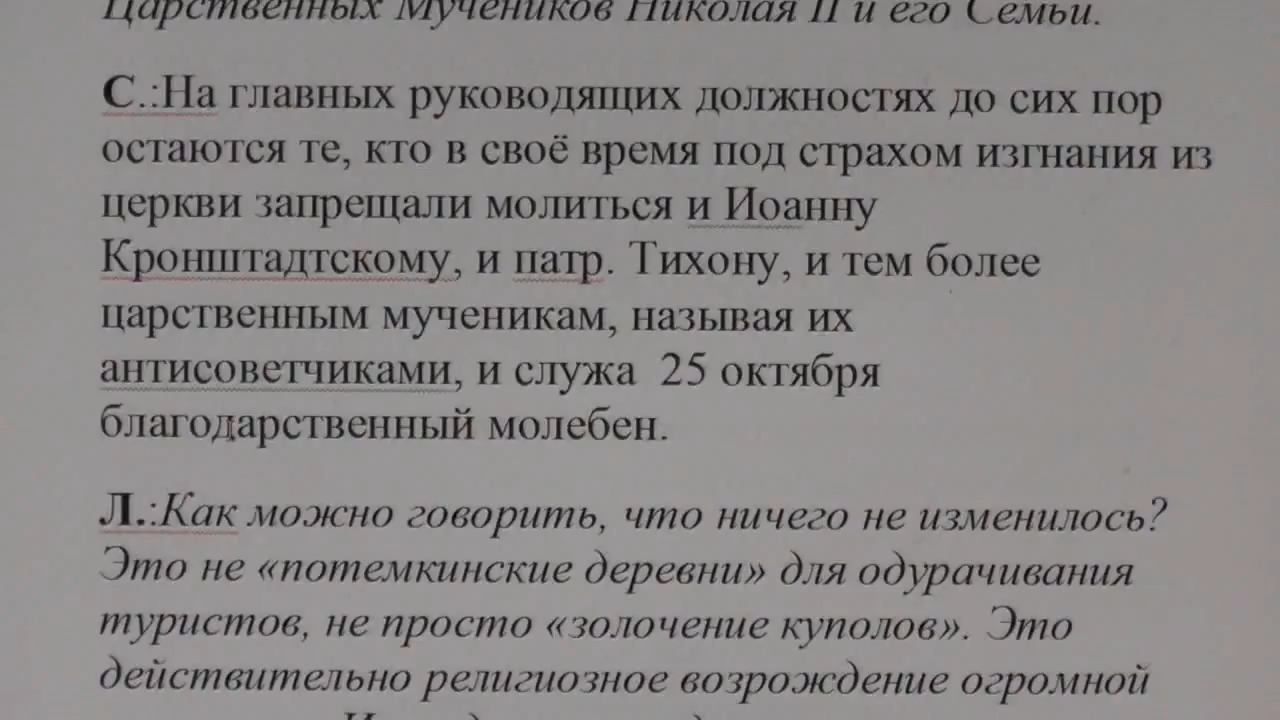 Царственных Мучеников Николая II и его Семьи.
С.:На главных руководящих должностях до сих пор
остаются те, кто в своё время под страхом изгнания из
церкви запрещали молиться и Иоанну
Кронштадтскому, и патр. Тихону, и тем более
царственным мученикам, называя их
антисоветчиками, и служа  25 октября
благодарственный молебен.
Л.:Как можно говорить, что ничего не изменилось?
Это не «потемкинские деревни» для одурачивания
туристов, не просто «золочение куполов». Это
действительно религиозное возрождение огромной